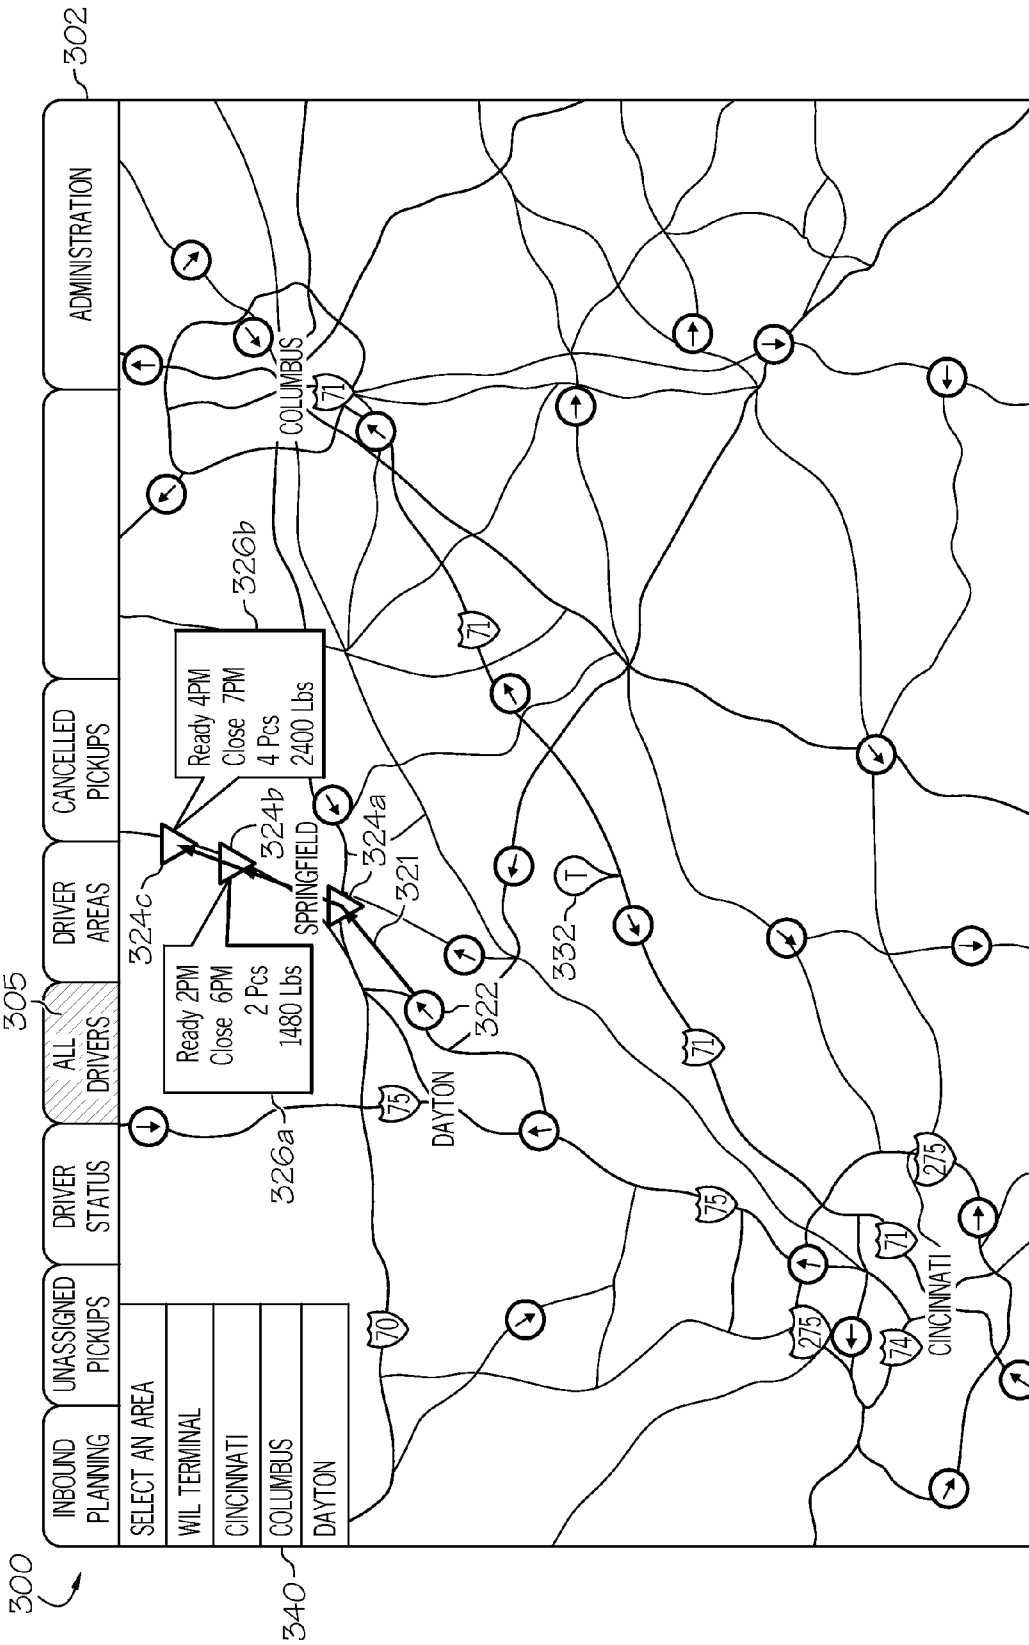 300
302
305
INBOUND
PLANNING
UNASSIGNED
PICKUPS
DRIVER
STATUS
ALL
DRIVERS
DRIVER
AREAS
CANCELLED
PICKUPS
ADMINISTRATION
SELECT AN AREA
WIL TERMINAL
CINCINNATI
COLUMBUS
DAYTON
340
Ready 2PM
Close 6PM
2 Pcs
1480 Lbs
326a
Ready 4PM
Close 7PM
4 Pcs
2400 Lbs
326b
324c
324b
SPRINGFIELD
324a
321
322
COLUMBUS
71
75
DAYTON
71
332
T
70
71
75
275
275
71
74
CINCINNATI